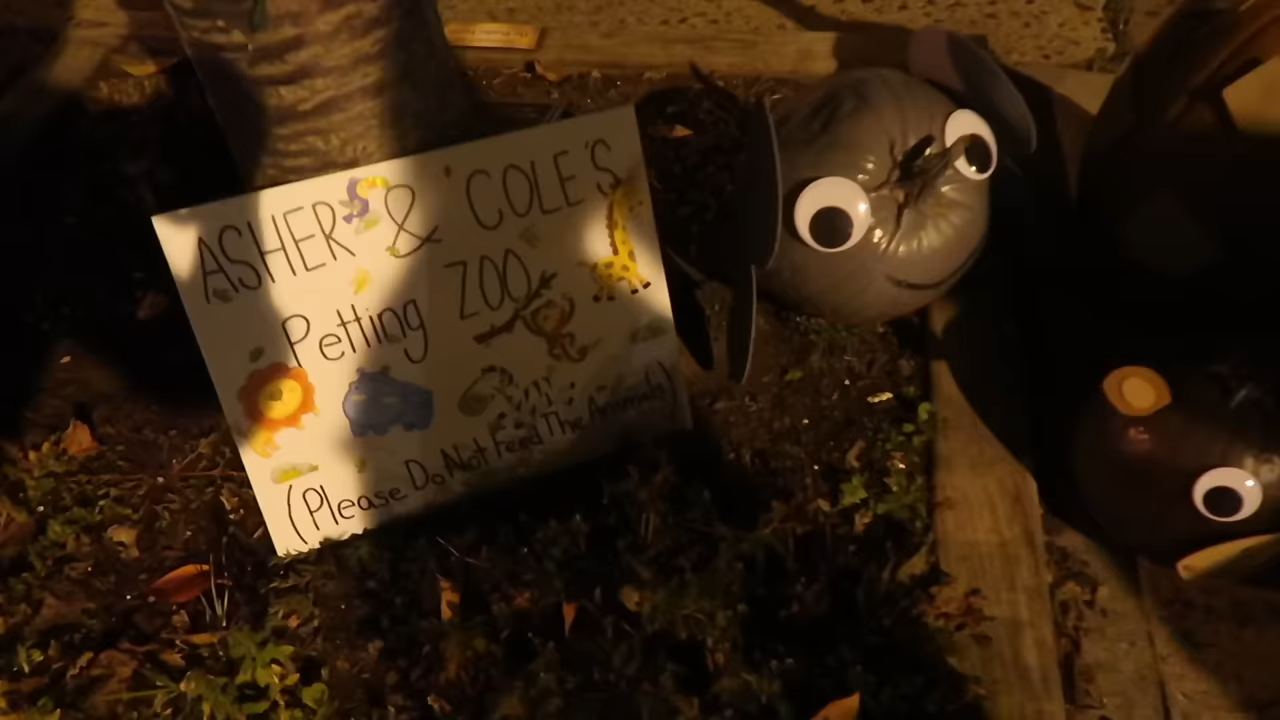 ASHER'S & 'COLE'S
Petting ZOO
(Please Do Not Feed The Animals)